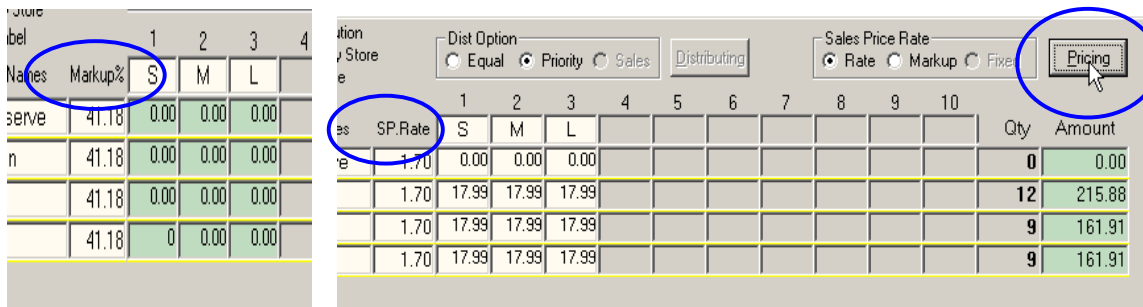 Store
1 2 3 4
Names Markup% S M L
serve 41.18 0.00 0.00 0.00
n 41.18 0.00 0.00 0.00
41.18 0.00 0.00 0.00
41.18 0 0.00 0.00
ution Dist Option Sales Price Rate
y Store Equal Priority Sales Distributing Rate Markup Fixed Pricing
e
1 2 3 4 5 6 7 8 9 10
es SP.Rate S M L Qty Amount
e 1.70 0.00 0.00 0.00 0 0.00
1.70 17.99 17.99 17.99 12 215.88
1.70 17.99 17.99 17.99 9 161.91
1.70 17.99 17.99 17.99 9 161.91